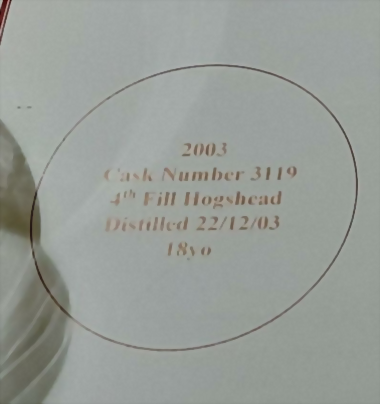 2003
Cask Number 3119
4th Fill Hogshead
Distilled 22/12/03
18yo